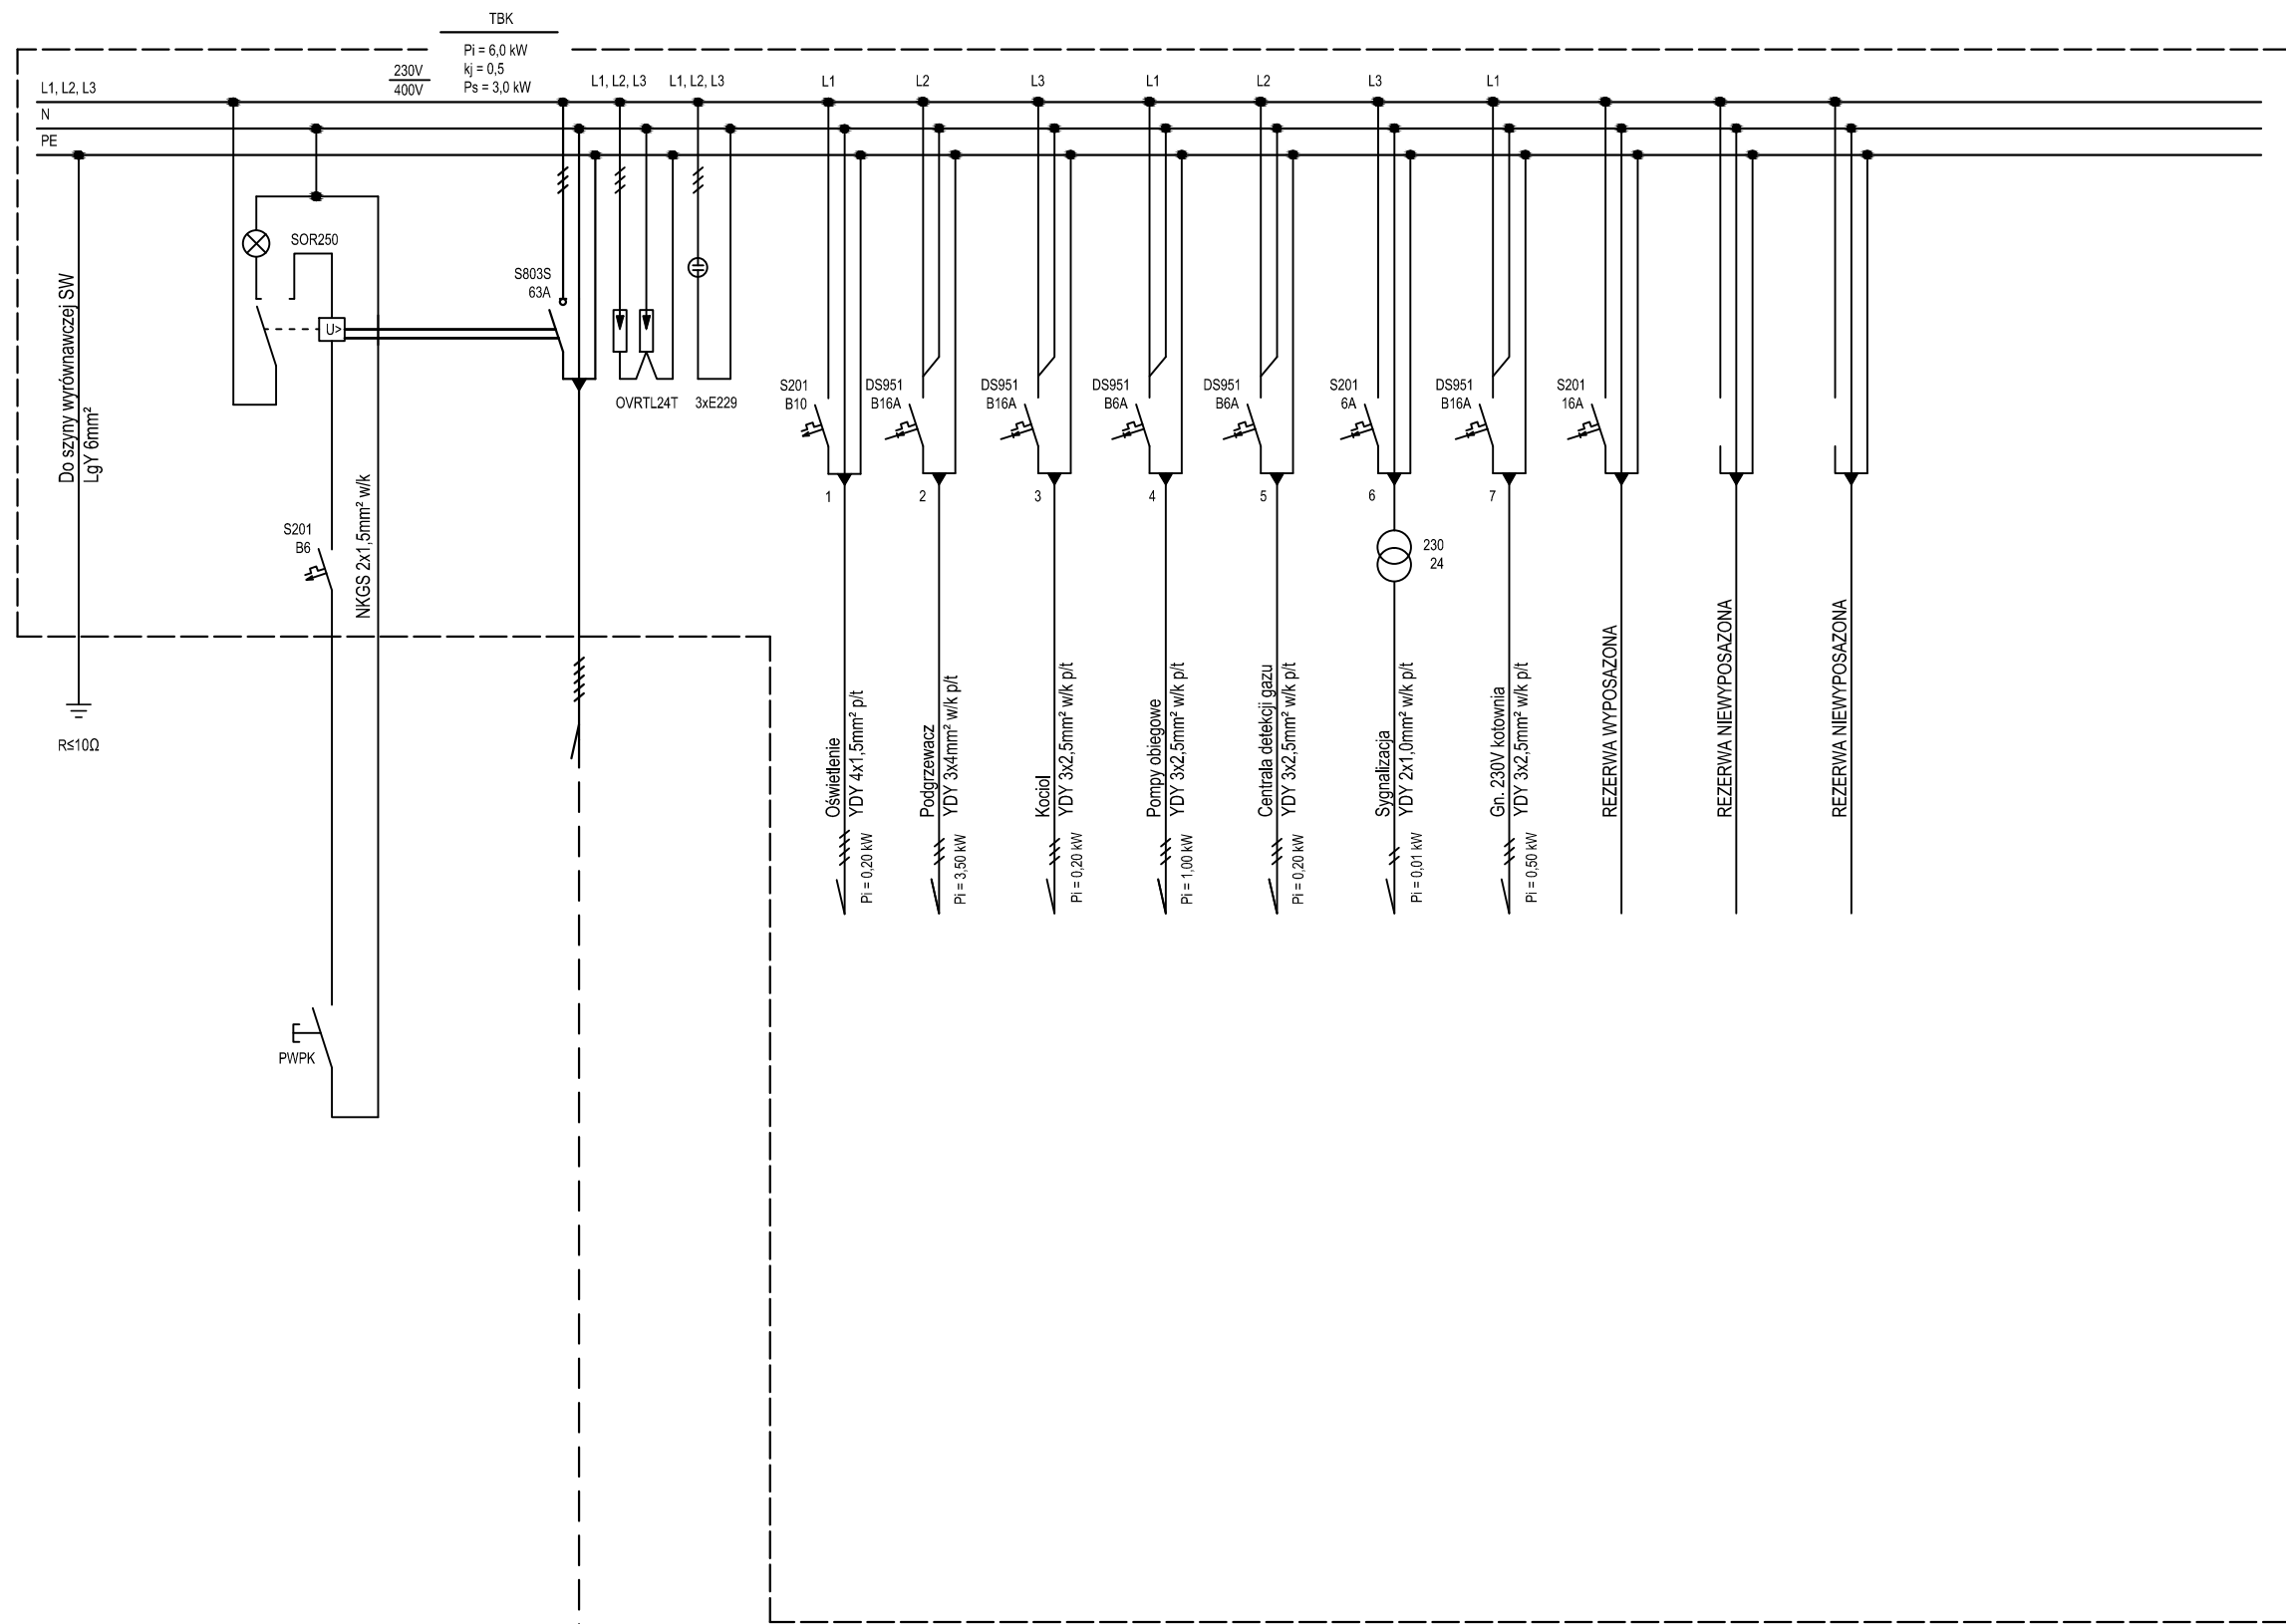 TBK
Pi = 6,0 kW
kj = 0,5
Ps = 3,0 kW
230V
400V
L1, L2, L3
N
PE
L1, L2, L3
L1, L2, L3
L1
L2
L3
L1
L2
L3
L1
Do szyny wyrównawczej SW
LgY 6mm²
R≤10Ω
SOR250
U>
S201
B6
NKGS 2x1,5mm² w/k
PWPK
S803S
63A
OVRTL24T
3xE229
S201
B10
1
Oświetlenie
YDY 4x1,5mm² p/t
Pi = 0,20 kW
DS951
B16A
2
Podgrzewacz
YDY 3x4mm² w/k p/t
Pi = 3,50 kW
DS951
B16A
3
Kociol
YDY 3x2,5mm² w/k p/t
Pi = 0,20 kW
DS951
B6A
4
Pompy obiegowe
YDY 3x2,5mm² w/k p/t
Pi = 1,00 kW
DS951
B6A
5
Centrala detekcji gazu
YDY 3x2,5mm² w/k p/t
Pi = 0,20 kW
S201
6A
6
230
24
Sygnalizacja
YDY 2x1,0mm² w/k p/t
Pi = 0,01 kW
DS951
B16A
7
Gn. 230V kotownia
YDY 3x2,5mm² w/k p/t
Pi = 0,50 kW
S201
16A
REZERWA WYPOSAZONA
REZERWA NIEWYPOSAZONA
REZERWA NIEWYPOSAZONA